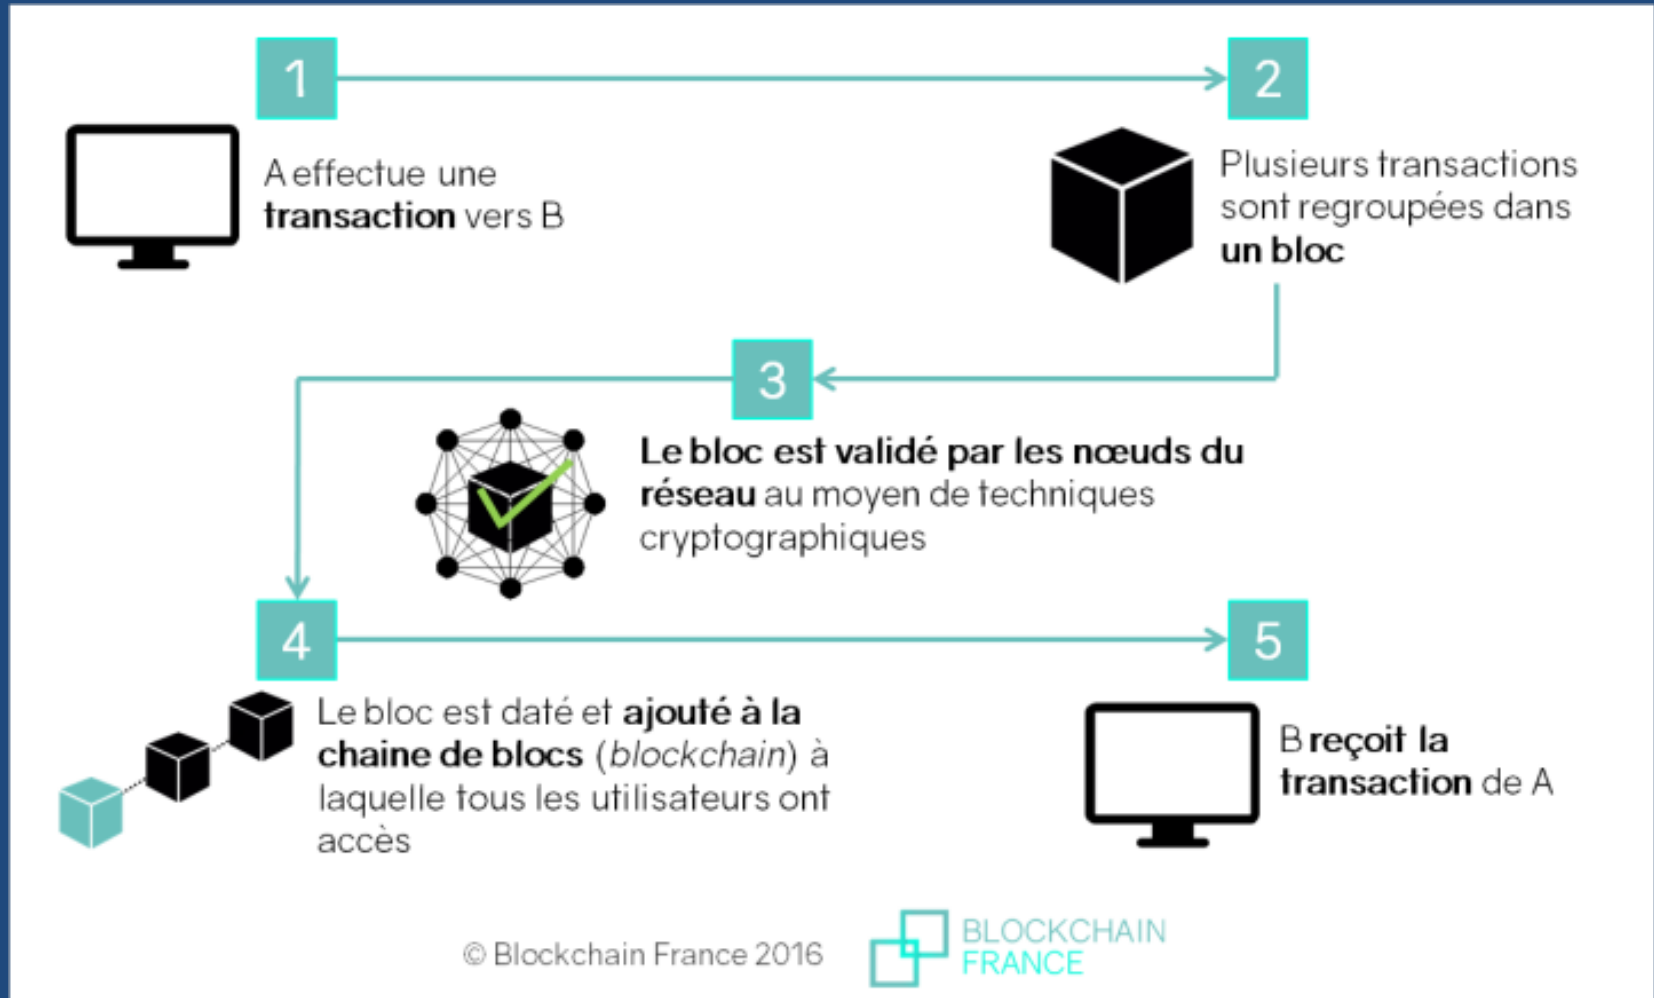 1
2
A effectue une
transaction vers B
Plusieurs transactions
sont regroupées dans
un bloc
3
Le bloc est validé par les nœuds du
réseau au moyen de techniques
cryptographiques
4
5
Le bloc est daté et ajouté à la
chaine de blocs (blockchain) à
laquelle tous les utilisateurs ont
accès
B reçoit la
transaction de A
© Blockchain France 2016
BLOCKCHAIN
FRANCE